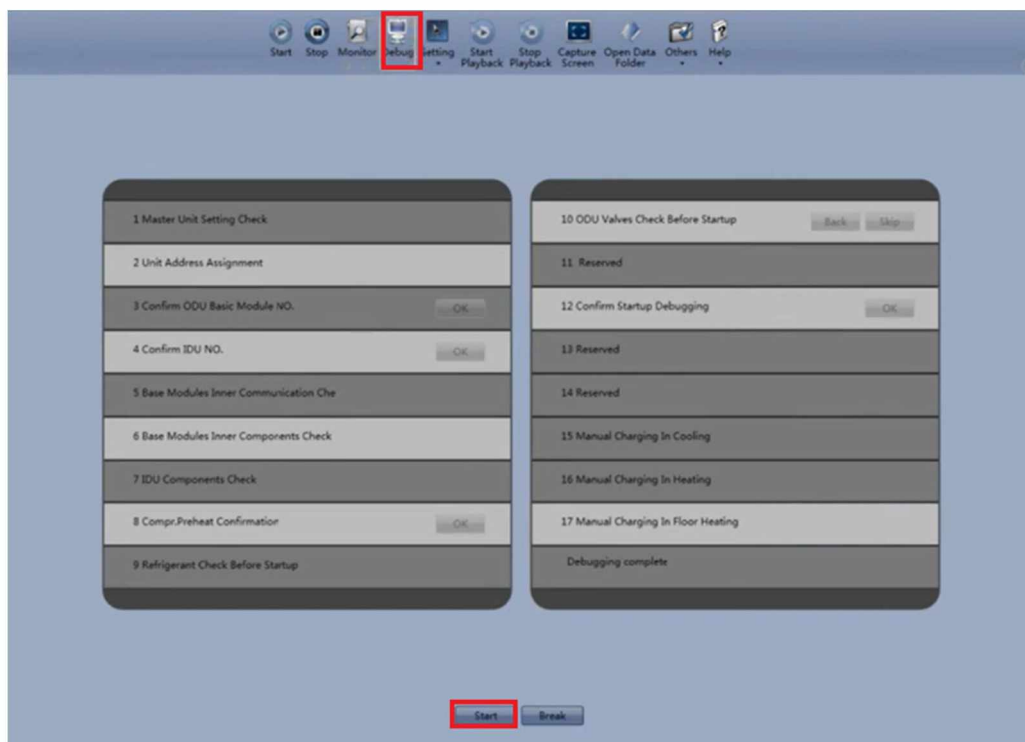 Start Stop Monitor Debug Setting Start Playback Stop Playback Capture Screen Open Data Folder Others Help
1 Master Unit Setting Check
2 Unit Address Assignment
3 Confirm ODU Basic Module NO. OK
4 Confirm IDU NO. OK
5 Base Modules Inner Communication Che
6 Base Modules Inner Components Check
7 IDU Components Check
8 Compr.Preheat Confirmation OK
9 Refrigerant Check Before Startup
10 ODU Valves Check Before Startup Back Skip
11 Reserved
12 Confirm Startup Debugging OK
13 Reserved
14 Reserved
15 Manual Charging In Cooling
16 Manual Charging In Heating
17 Manual Charging In Floor Heating
Debugging complete
Start Break